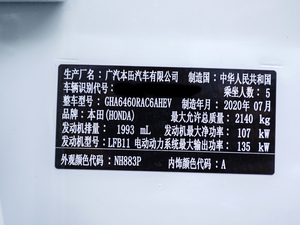 生产厂名: 广汽本田汽车有限公司 制造国: 中华人民共和国
车辆识别代号: 乘坐人数: 5
整车型号: GHA6460RAC6AHEV 制造年月: 2020年07月
品牌: 本田(HONDA) 最大允许总质量: 2140 kg
发动机排量: 1993 mL 发动机最大净功率: 107 kW
发动机型号: LFB11 电动动力系统最大输出功率: 135 kW
外观颜色代码: NH883P 内饰颜色代码: A